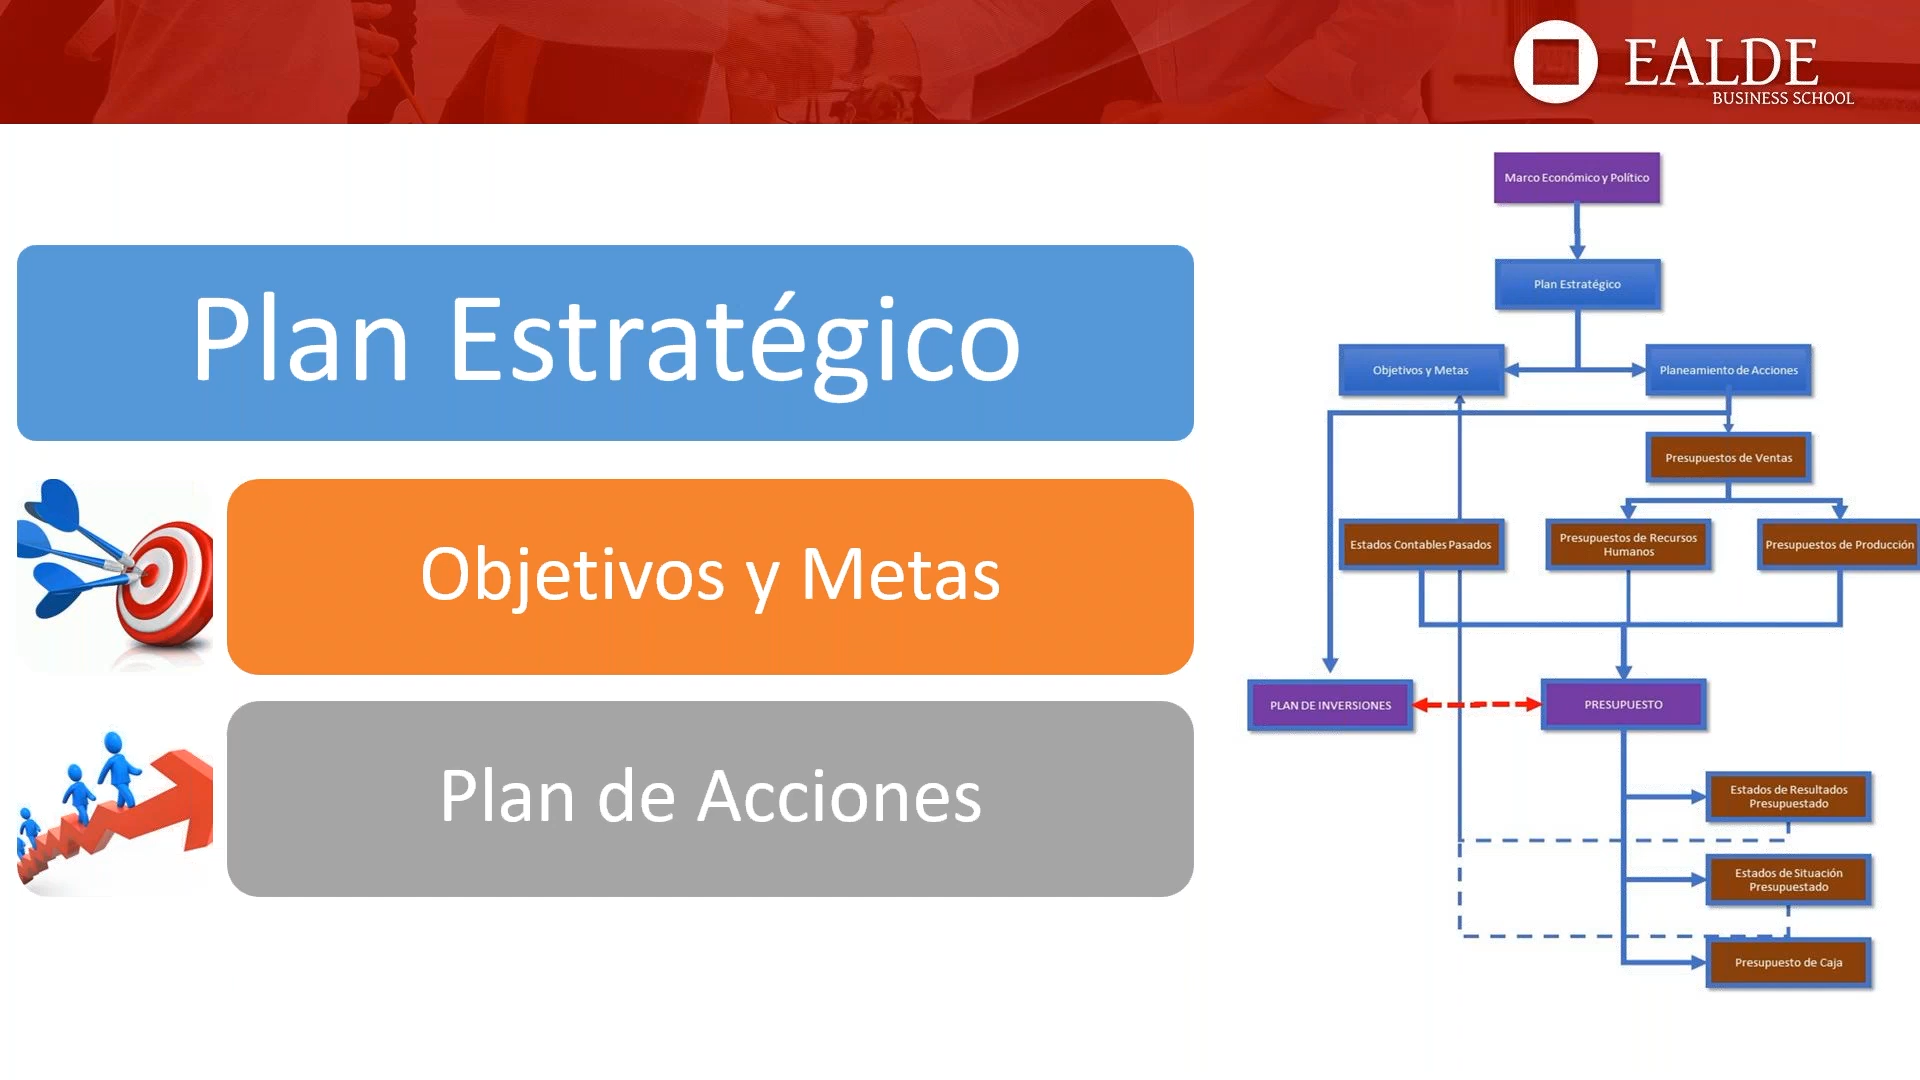 EALDE
BUSINESS SCHOOL
Plan Estratégico
Objetivos y Metas
Plan de Acciones
Marco Económico y Político
Plan Estratégico
Objetivos y Metas
Planeamiento de Acciones
Presupuestos de Ventas
Estados Contables Pasados
Presupuestos de Recursos
Humanos
Presupuestos de Producción
PLAN DE INVERSIONES
PRESUPUESTO
Estados de Resultados
Presupuestado
Estados de Situación
Presupuestado
Presupuesto de Caja